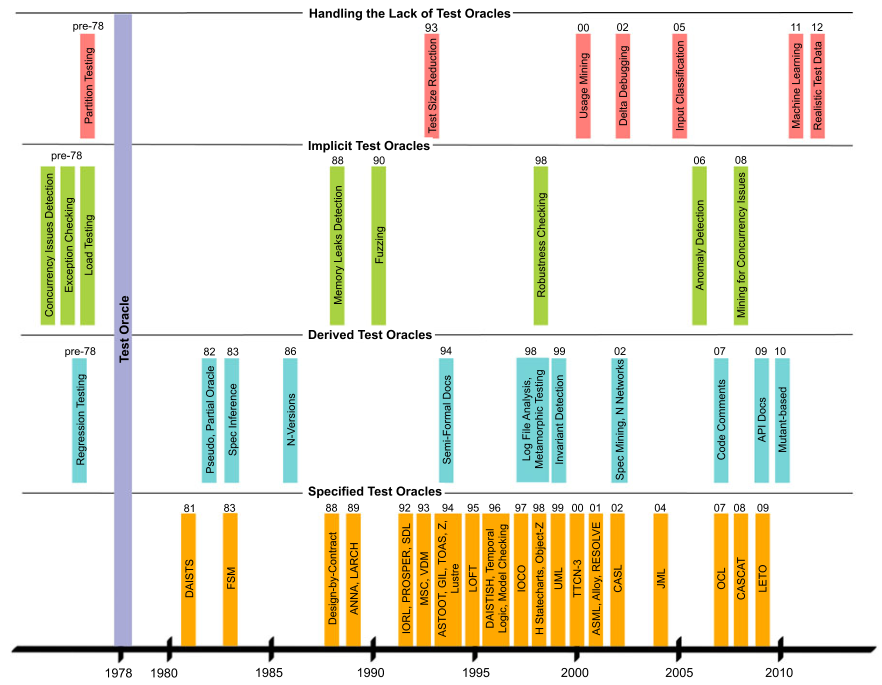 Handling the Lack of Test Oracles
pre-78
93
00
02
05
11
12
Partition Testing
Test Size Reduction
Usage Mining
Delta Debugging
Input Classification
Machine Learning
Realistic Test Data
Implicit Test Oracles
pre-78
88
90
98
06
08
Concurrency Issues Detection
Exception Checking
Load Testing
Memory Leaks Detection
Fuzzing
Robustness Checking
Anomaly Detection
Mining for Concurrency Issues
Test Oracle
Derived Test Oracles
pre-78
82
83
86
94
98
99
02
07
09
10
Regression Testing
Pseudo, Partial Oracle
Spec Inference
N-Versions
Semi-Formal Docs
Log File Analysis,
Metamorphic Testing
Invariant Detection
Spec Mining, N Networks
Code Comments
API Docs
Mutant-based
Specified Test Oracles
81
83
88
89
92
93
94
95
96
97
98
99
00
01
02
04
07
08
09
DAISTS
FSM
Design-by-Contract
ANNA, LARCH
IORL, PROSPER, SDL
MSC, VDM
ASTOOT, GIL, TOAS, Z,
Lustre
LOFT
DAISTISH, Temporal
Logic, Model Checking
IOCO
H Statecharts, Object-Z
UML
TTCN-3
ASML, Alloy, RESOLVE
CASL
JML
OCL
CASCAT
LETO
1978
1980
1985
1990
1995
2000
2005
2010